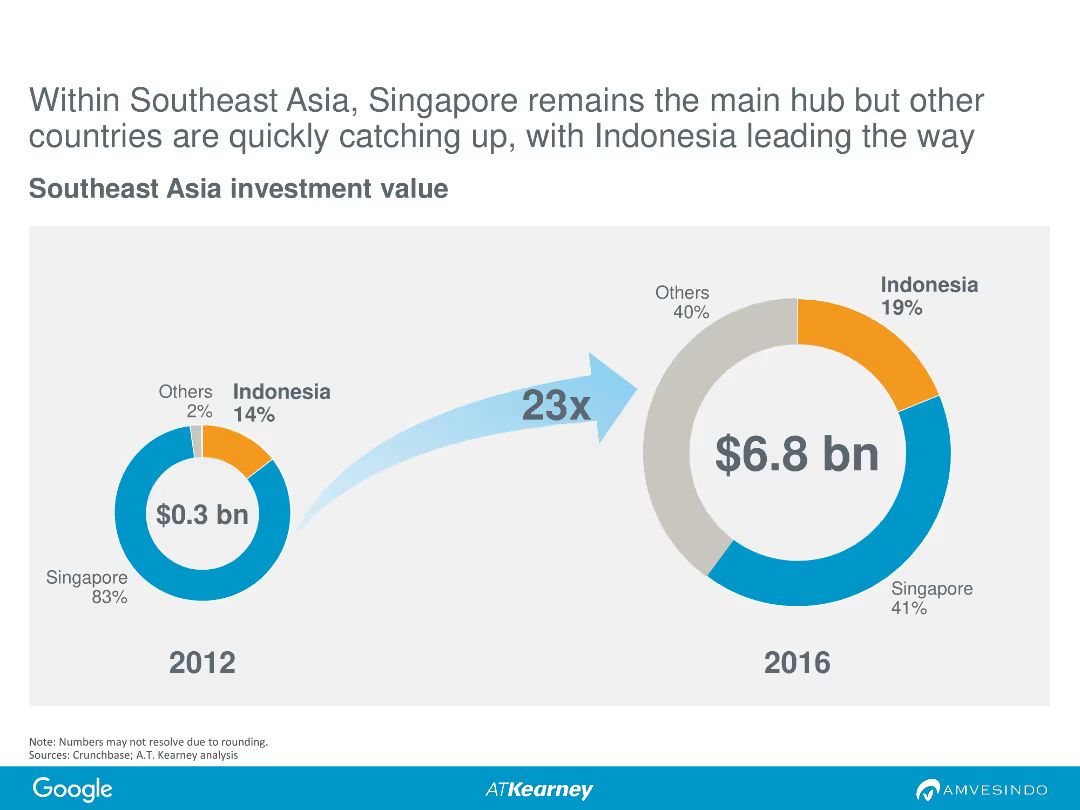 Within Southeast Asia, Singapore remains the main hub but other
countries are quickly catching up, with Indonesia leading the way
Southeast Asia investment value
Others
2%
Indonesia
14%
$0.3 bn
Singapore
83%
2012
23x
Others
40%
Indonesia
19%
$6.8 bn
Singapore
41%
2016
Note: Numbers may not resolve due to rounding.
Sources: Crunchbase; A.T. Kearney analysis
Google
ATKearney
AMVESINDO